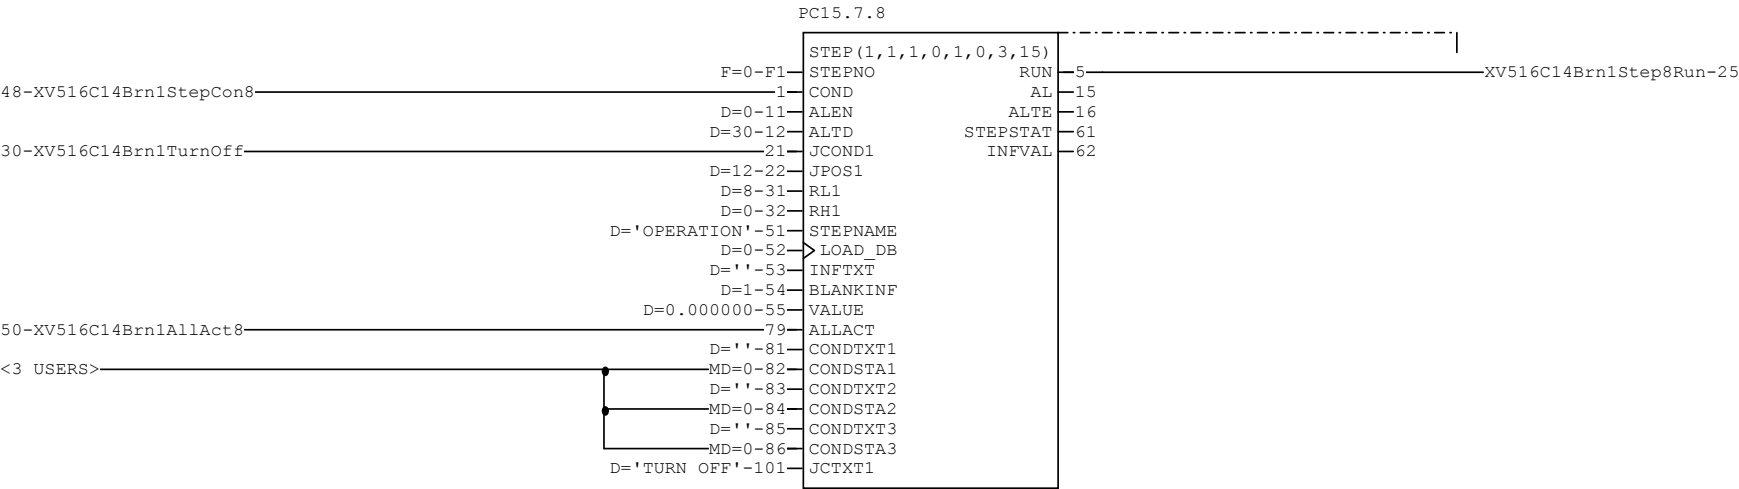 PC15.7.8
STEP(1,1,1,0,1,0,3,15)
F=0-F1 STEPNO RUN 5 XV516C14Brn1Step8Run-25
48-XV516C14Brn1StepCon8 1 COND AL 15
D=0-11 ALEN ALTE 16
D=30-12 ALTD STEPSTAT 61
30-XV516C14Brn1TurnOff 21 JCOND1 INFVAL 62
D=12-22 JPOS1
D=8-31 RL1
D=0-32 RH1
D='OPERATION'-51 STEPNAME
D=0-52 LOAD_DB
D=''-53 INFTXT
D=1-54 BLANKINF
D=0.000000-55 VALUE
50-XV516C14Brn1AllAct8 79 ALLACT
D=''-81 CONDTXT1
<3 USERS> MD=0-82 CONDSTA1
D=''-83 CONDTXT2
MD=0-84 CONDSTA2
D=''-85 CONDTXT3
MD=0-86 CONDSTA3
D='TURN OFF'-101 JCTXT1